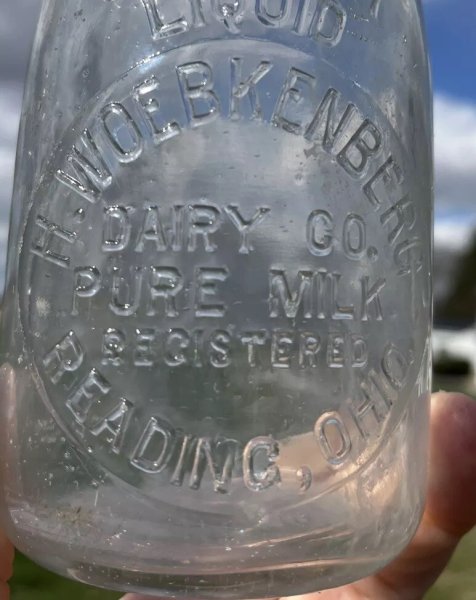 LIQUID
H. WOEBKENBERG
DAIRY CO.
PURE MILK
REGISTERED
READING, OHIO